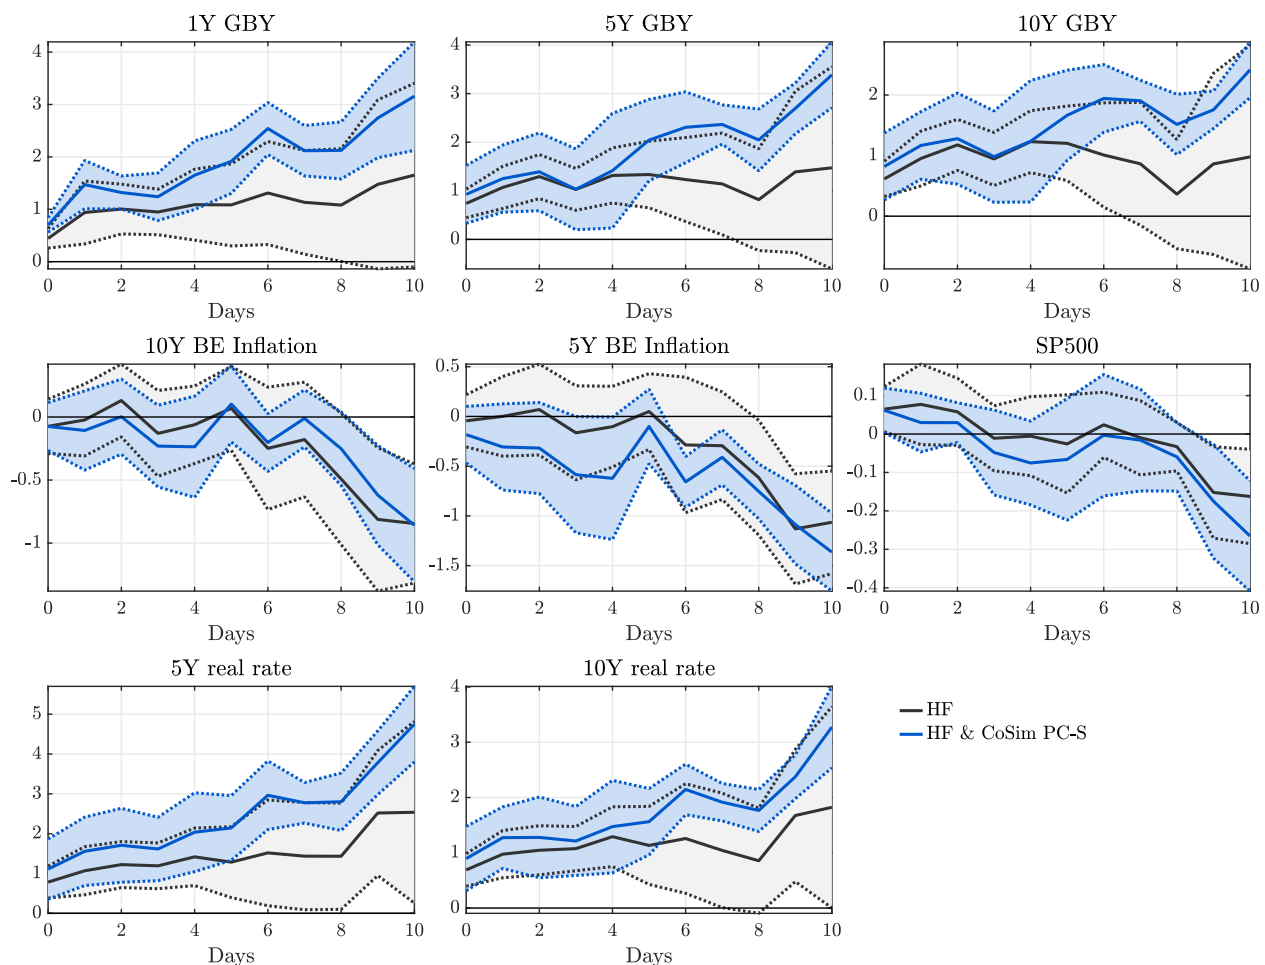 1Y GBY
5Y GBY
10Y GBY
4
3
2
1
0
0 2 4 6 8 10
Days
4
3
2
1
0
0 2 4 6 8 10
Days
2
1
0
0 2 4 6 8 10
Days
10Y BE Inflation
5Y BE Inflation
SP500
0
-0.5
-1
0 2 4 6 8 10
Days
0.5
0
-0.5
-1
-1.5
0 2 4 6 8 10
Days
0.1
0
-0.1
-0.2
-0.3
-0.4
0 2 4 6 8 10
Days
5Y real rate
10Y real rate
5
4
3
2
1
0
0 2 4 6 8 10
Days
4
3
2
1
0
0 2 4 6 8 10
Days
HF
HF & CoSim PC-S